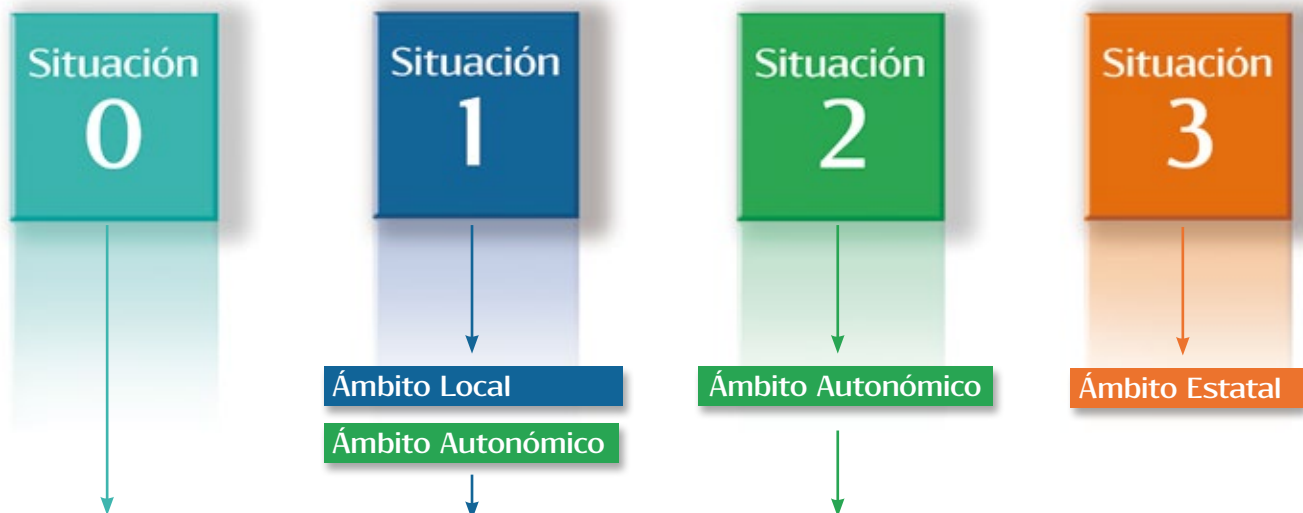 Situación
0
Situación
1
Situación
2
Situación
3
Ámbito Local
Ámbito Autonómico
Ámbito Autonómico
Ámbito Estatal